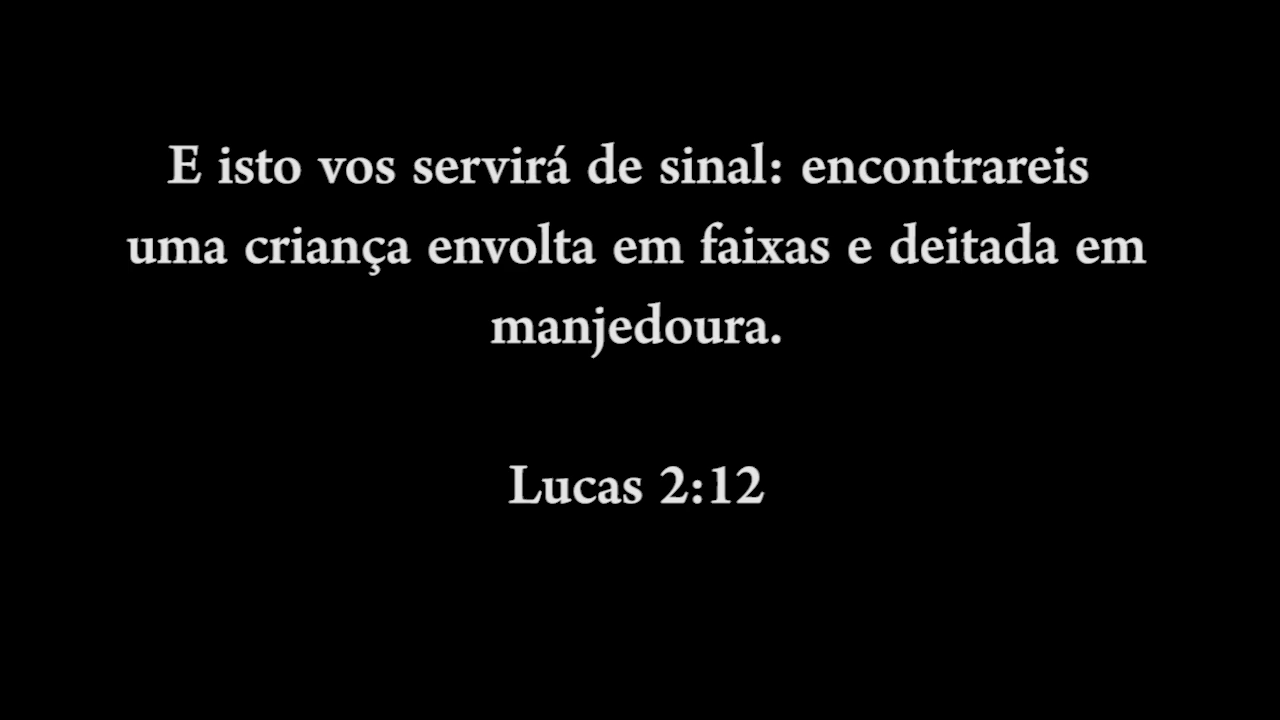 E isto vos servirá de sinal: encontrareis
uma criança envolta em faixas e deitada em
manjedoura.
Lucas 2:12